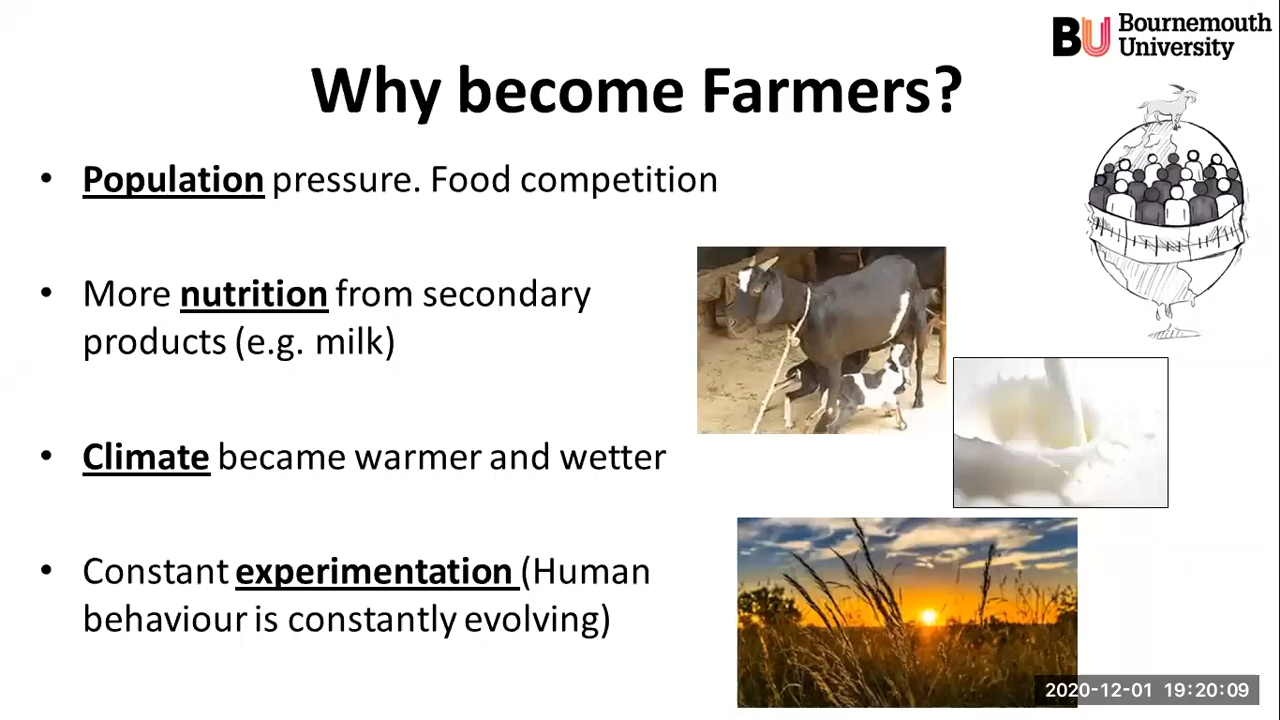 BU Bournemouth
University
Why become Farmers?
• Population pressure. Food competition
• More nutrition from secondary
products (e.g. milk)
• Climate became warmer and wetter
• Constant experimentation (Human
behaviour is constantly evolving)
2020-12-01 19:20:09